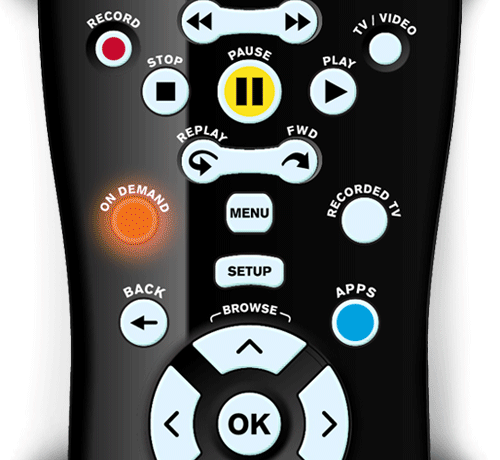 RECORD
TV / VIDEO
STOP
PAUSE
PLAY
REPLAY
FWD
ON DEMAND
MENU
RECORDED TV
SETUP
BACK
BROWSE
APPS
OK